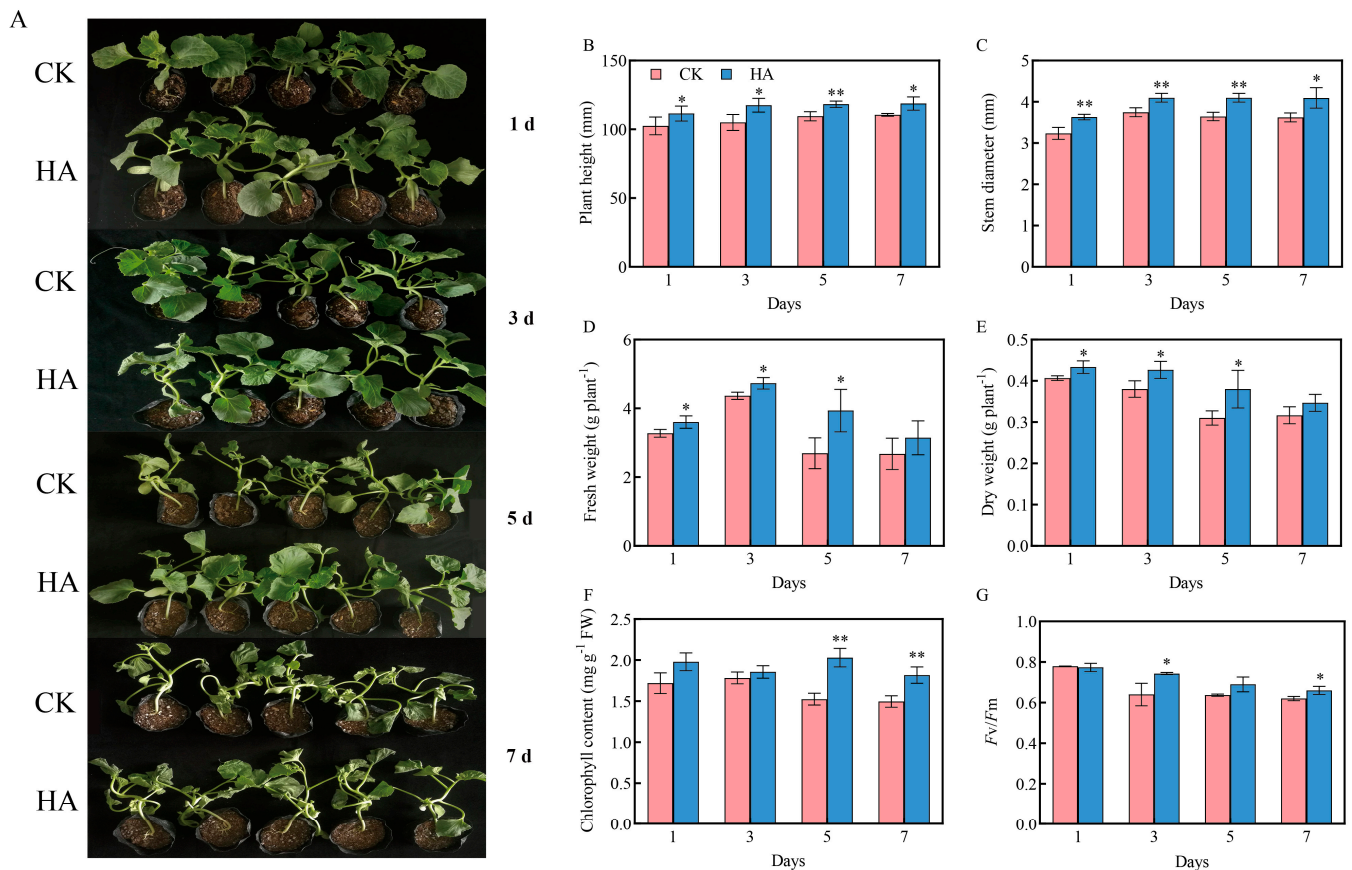 A
CK
HA
1 d
CK
HA
3 d
CK
HA
5 d
CK
HA
7 d
B
Plant height (mm)
150
100
50
0
CK HA
* * ** *
1 3 5 7
Days
C
Stem diameter (mm)
5
4
3
2
1
0
** ** ** *
1 3 5 7
Days
D
Fresh weight (g plant⁻¹)
6
4
2
0
* * *
1 3 5 7
Days
E
Dry weight (g plant⁻¹)
0.5
0.4
0.3
0.2
0.1
0.0
* * *
1 3 5 7
Days
F
Chlorophyll content (mg g⁻¹ FW)
2.5
2.0
1.5
1.0
0.5
0.0
** **
1 3 5 7
Days
G
Fv/Fm
1.0
0.8
0.6
0.4
0.2
0.0
* *
1 3 5 7
Days